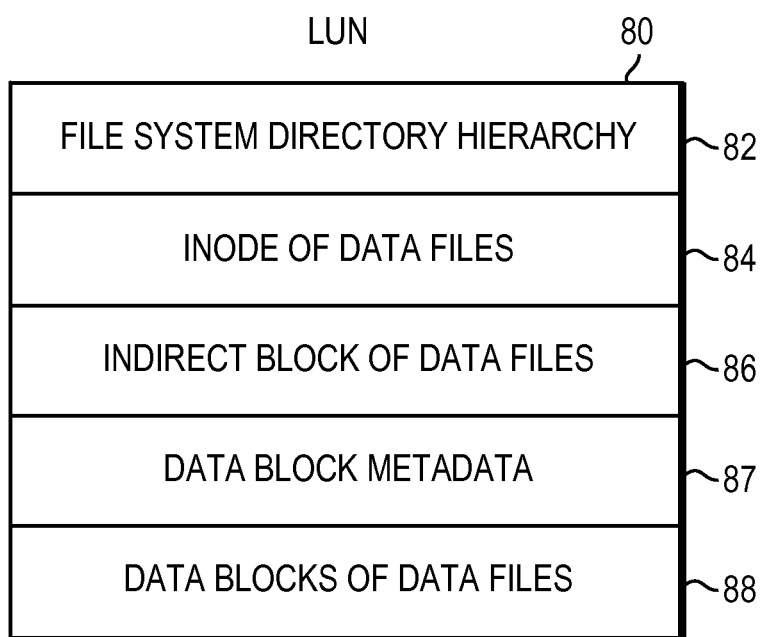 LUN 80
FILE SYSTEM DIRECTORY HIERARCHY 82
INODE OF DATA FILES 84
INDIRECT BLOCK OF DATA FILES 86
DATA BLOCK METADATA 87
DATA BLOCKS OF DATA FILES 88